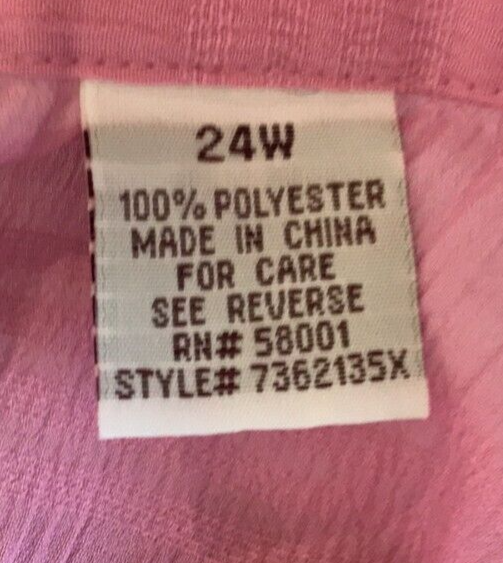 24W
100% POLYESTER
MADE IN CHINA
FOR CARE
SEE REVERSE
RN# 58001
STYLE# 7362135X